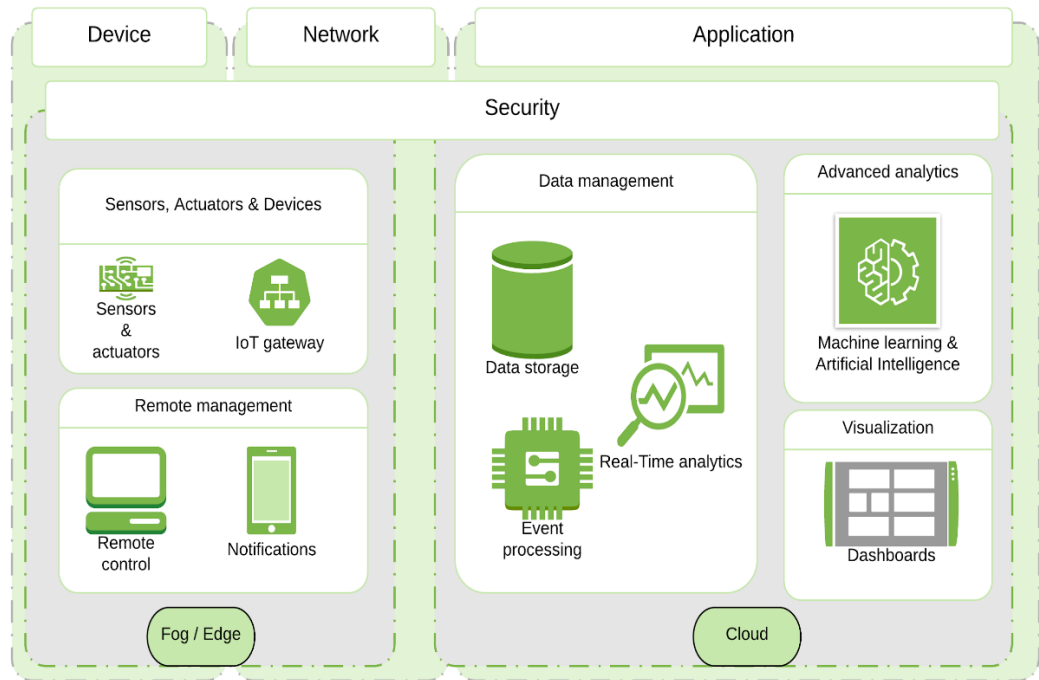 Device
Network
Application
Security
Sensors, Actuators & Devices
Sensors
&
actuators
IoT gateway
Remote management
Remote
control
Notifications
Fog / Edge
Data management
Data storage
Real-Time analytics
Event
processing
Advanced analytics
Machine learning &
Artificial Intelligence
Visualization
Dashboards
Cloud